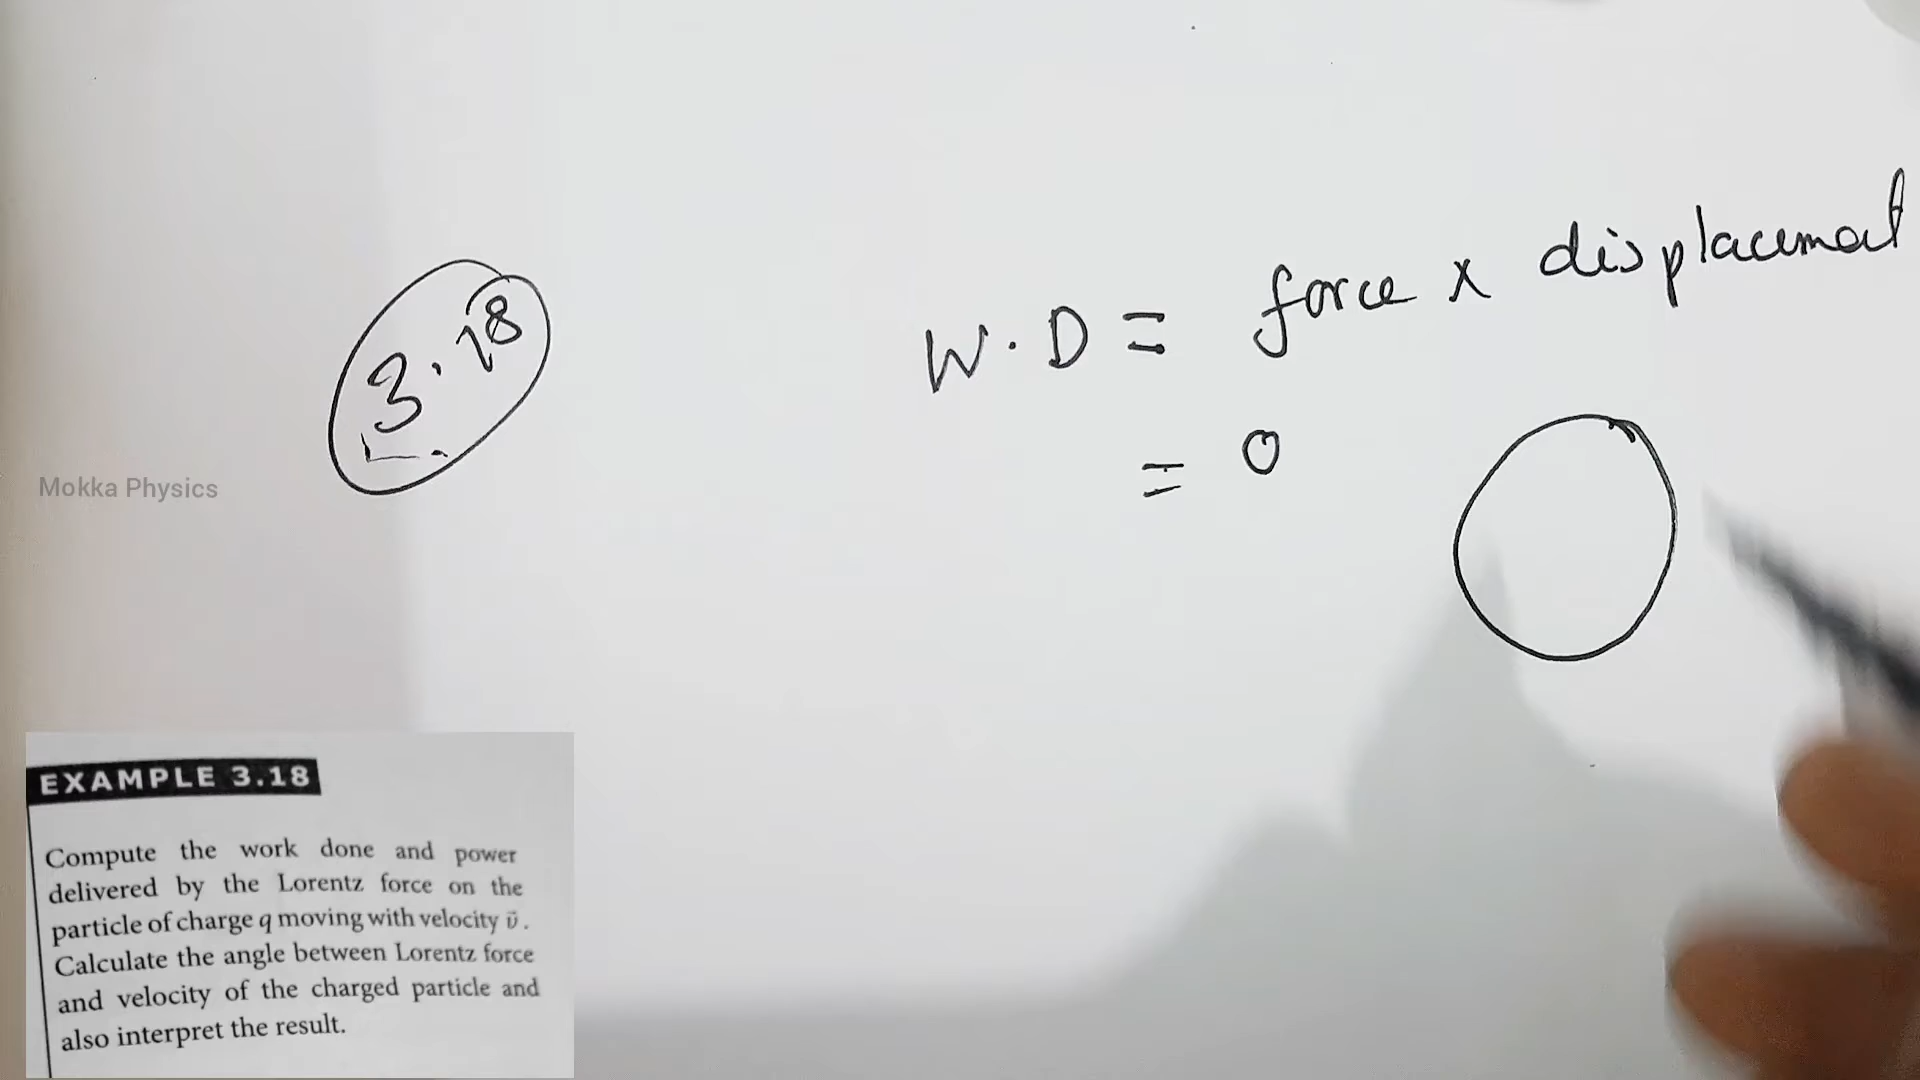 3.18
W.D = force x displacement
= 0
Mokka Physics
EXAMPLE 3.18
Compute the work done and power
delivered by the Lorentz force on the
particle of charge q moving with velocity v⃗.
Calculate the angle between Lorentz force
and velocity of the charged particle and
also interpret the result.